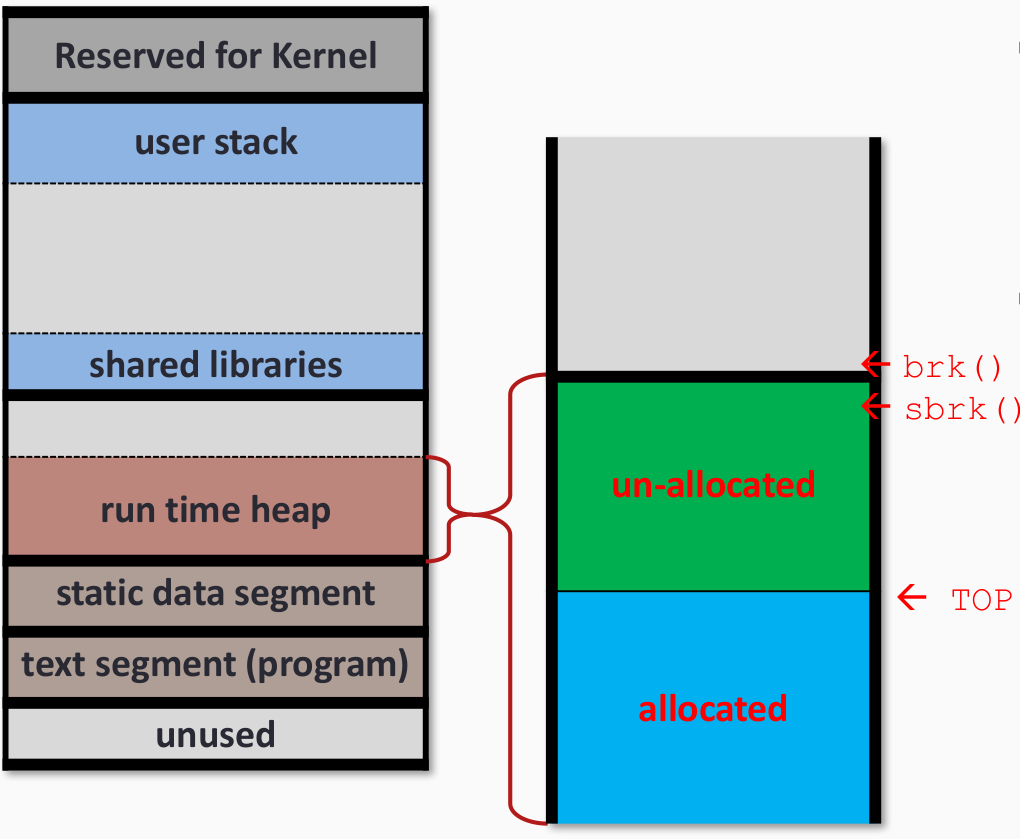 Reserved for Kernel
user stack
shared libraries
run time heap
static data segment
text segment (program)
unused
brk()
sbrk()
un-allocated
TOP
allocated